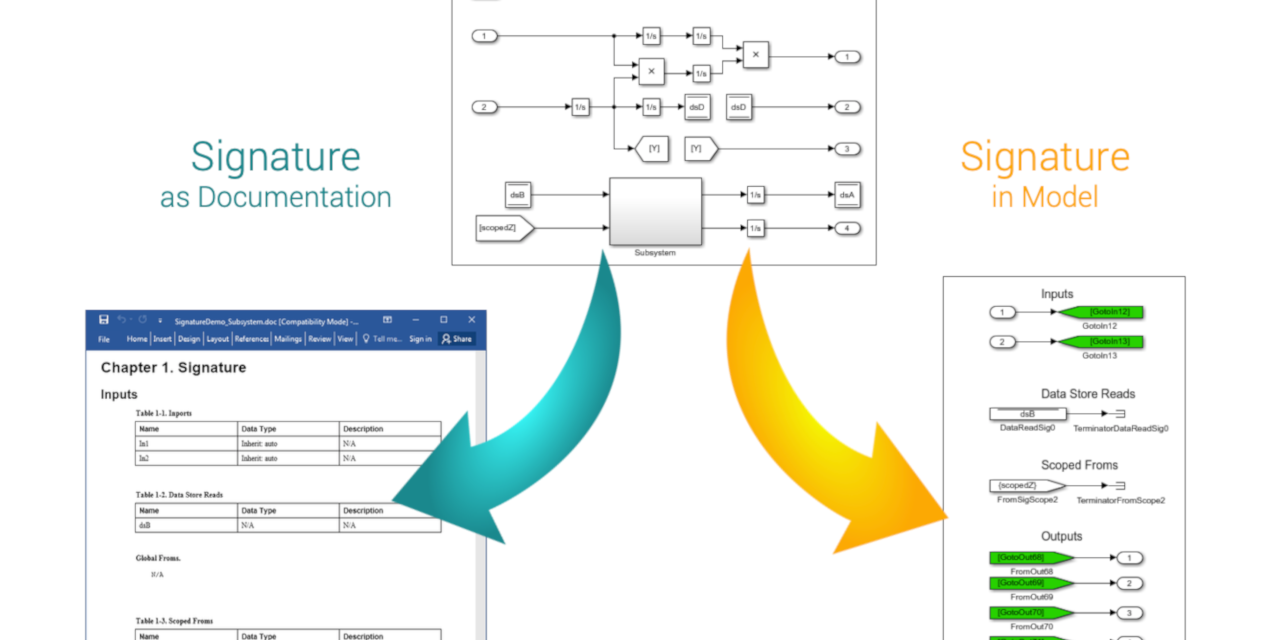 1
1/s
1/s
×
1
×
1/s
2
1/s
1/s
dsD
dsD
2
[Y]
[Y]
3
dsB
1/s
dsA
[scopedZ]
1/s
4
Subsystem
Signature
as Documentation
Signature
in Model
SignatureDemo_Subsystem.doc [Compatibility Mode] -...
File Home Insert Design Layout References Mailings Review View Tell me... Sign in Share
Chapter 1. Signature
Inputs
Table 1-1. Inports
Name Data Type Description
In1 Inherit: auto N/A
In2 Inherit: auto N/A
Table 1-2. Data Store Reads
Name Data Type Description
dsB N/A N/A
Global Froms.
N/A
Table 1-3. Scoped Froms
Name Data Type Description
Inputs
1 [GotoIn12]
GotoIn12
2 [GotoIn13]
GotoIn13
Data Store Reads
dsB
DataReadSig0 TerminatorDataReadSig0
Scoped Froms
{scopedZ}
FromSigScope2 TerminatorFromScope2
Outputs
[GotoOut68] 1
FromOut68
[GotoOut69] 2
FromOut69
[GotoOut70] 3
FromOut70